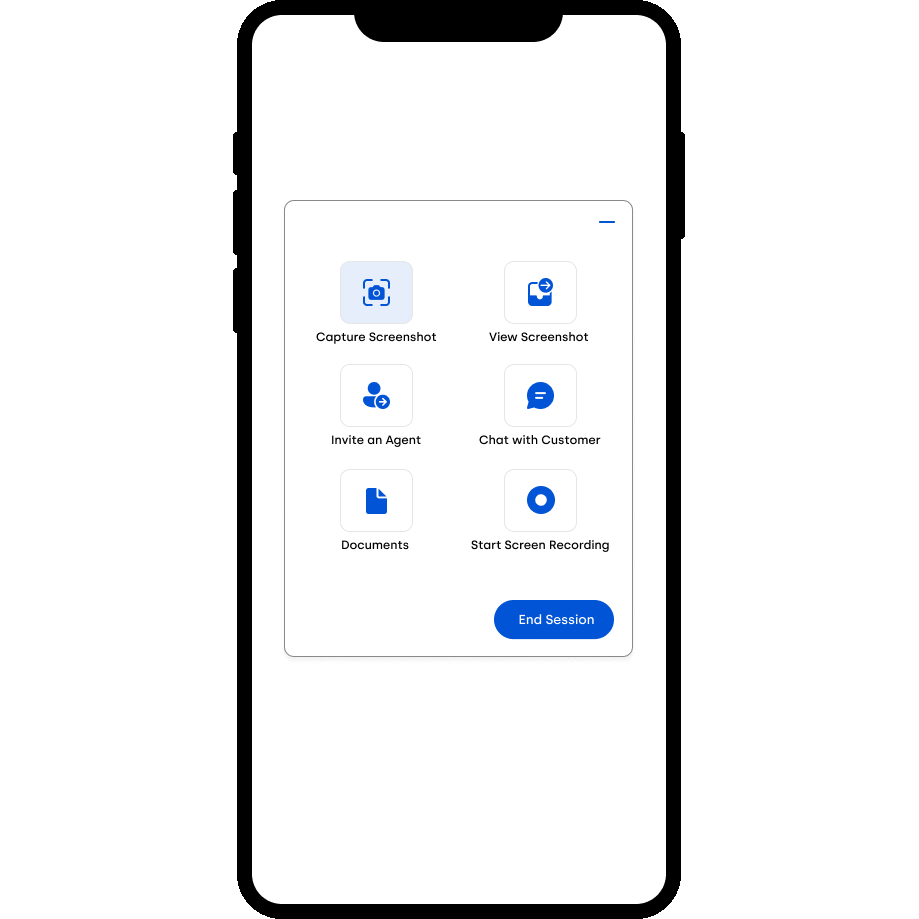 Capture Screenshot
View Screenshot
Invite an Agent
Chat with Customer
Documents
Start Screen Recording
End Session